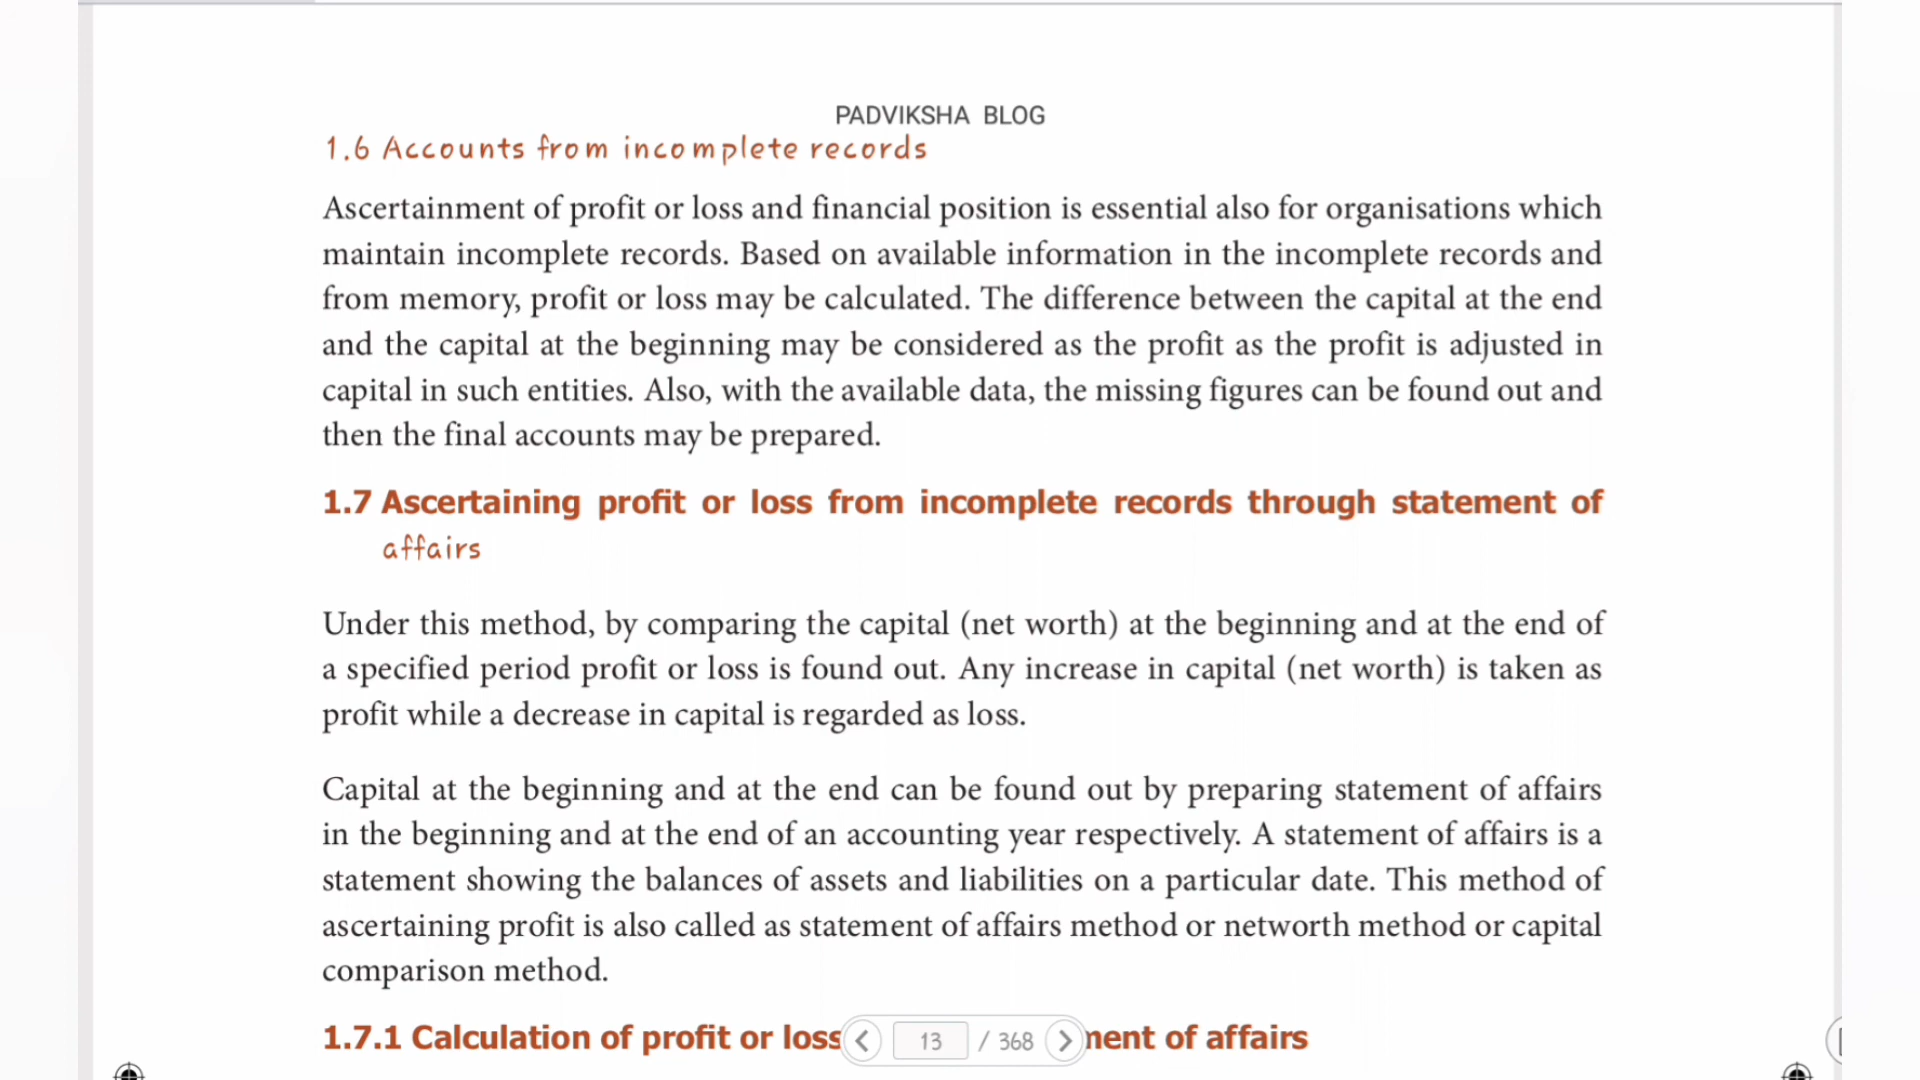 PADVIKSHA BLOG
1.6 Accounts from incomplete records
Ascertainment of profit or loss and financial position is essential also for organisations which
maintain incomplete records. Based on available information in the incomplete records and
from memory, profit or loss may be calculated. The difference between the capital at the end
and the capital at the beginning may be considered as the profit as the profit is adjusted in
capital in such entities. Also, with the available data, the missing figures can be found out and
then the final accounts may be prepared.
1.7 Ascertaining profit or loss from incomplete records through statement of
affairs
Under this method, by comparing the capital (net worth) at the beginning and at the end of
a specified period profit or loss is found out. Any increase in capital (net worth) is taken as
profit while a decrease in capital is regarded as loss.
Capital at the beginning and at the end can be found out by preparing statement of affairs
in the beginning and at the end of an accounting year respectively. A statement of affairs is a
statement showing the balances of assets and liabilities on a particular date. This method of
ascertaining profit is also called as statement of affairs method or networth method or capital
comparison method.
1.7.1 Calculation of profit or loss 13 / 368 ment of affairs